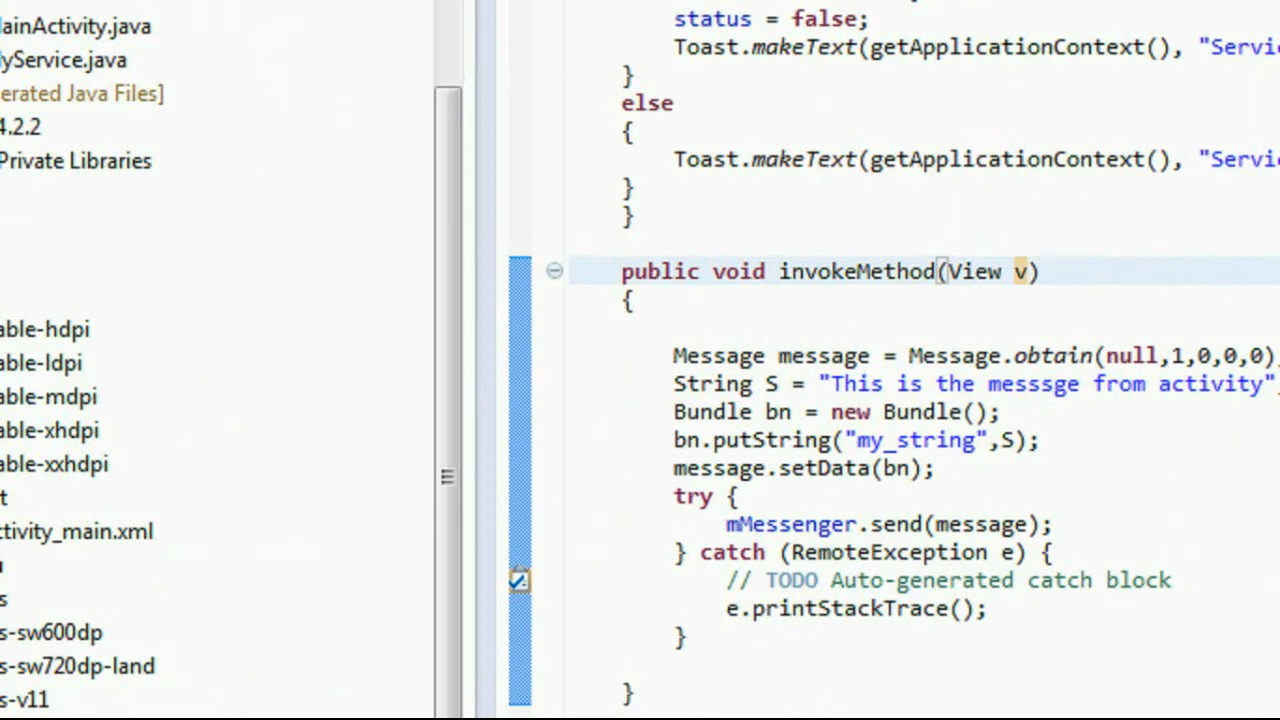 ainActivity.java
yService.java
erated Java Files]
4.2.2
Private Libraries
able-hdpi
able-ldpi
able-mdpi
able-xhdpi
able-xxhdpi
t
ctivity_main.xml
s
s-sw600dp
s-sw720dp-land
s-v11
status = false;
Toast.makeText(getApplicationContext(), "Servi
}
else
{
Toast.makeText(getApplicationContext(), "Servi
}
}
public void invokeMethod(View v)
{
Message message = Message.obtain(null,1,0,0,0)
String S = "This is the messsge from activity"
Bundle bn = new Bundle();
bn.putString("my_string",S);
message.setData(bn);
try {
mMessenger.send(message);
} catch (RemoteException e) {
// TODO Auto-generated catch block
e.printStackTrace();
}
}